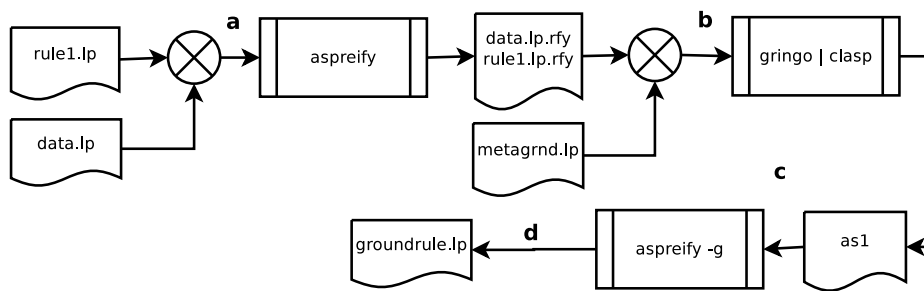 a
b
rule1.lp
aspreify
data.lp.rfy
rule1.lp.rfy
gringo | clasp
data.lp
metagrnd.lp
c
d
groundrule.lp
aspreify -g
as1